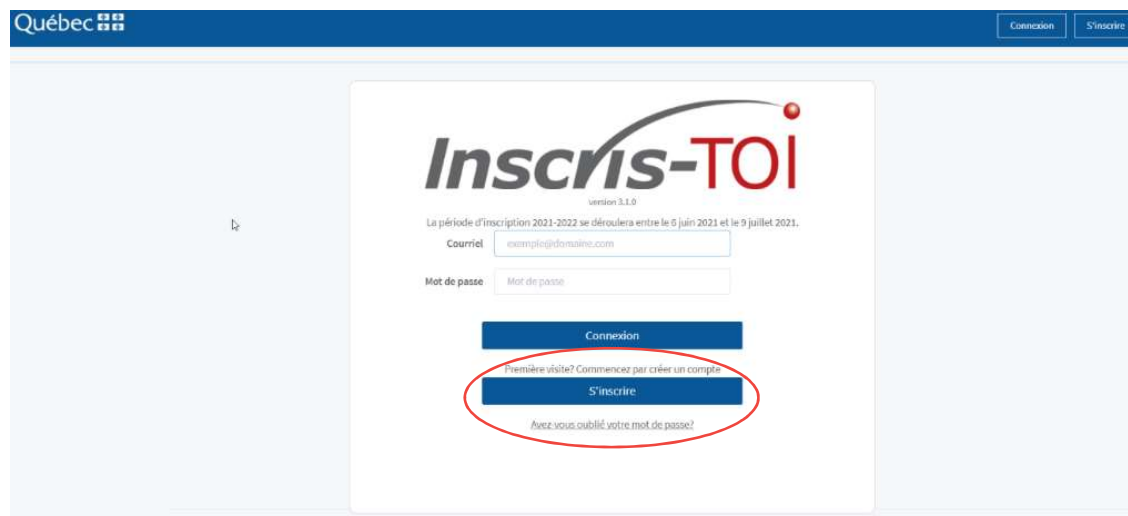 Québec
Connexion
S'inscrire
Inscris-TOI
version 3.1.0
La période d'inscription 2021-2022 se déroulera entre le 6 juin 2021 et le 9 juillet 2021.
Courriel exemple@domaine.com
Mot de passe Mot de passe
Connexion
Première visite? Commencez par créer un compte
S'inscrire
Avez-vous oublié votre mot de passe?